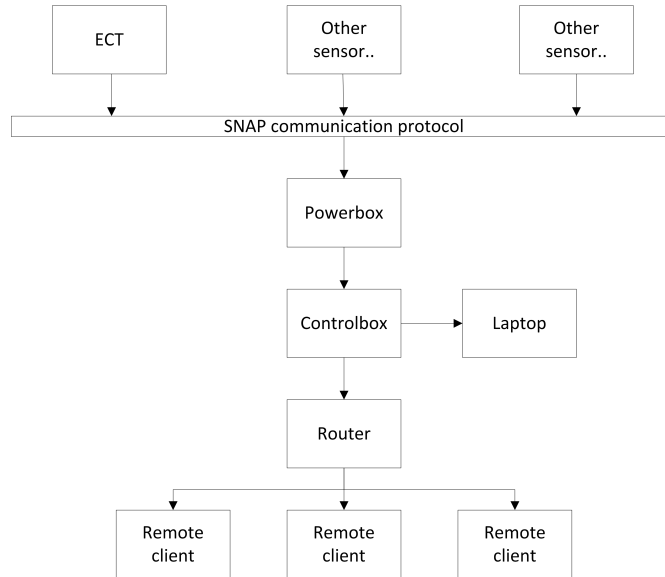 ECT
Other
sensor..
Other
sensor..
SNAP communication protocol
Powerbox
Controlbox
Laptop
Router
Remote
client
Remote
client
Remote
client